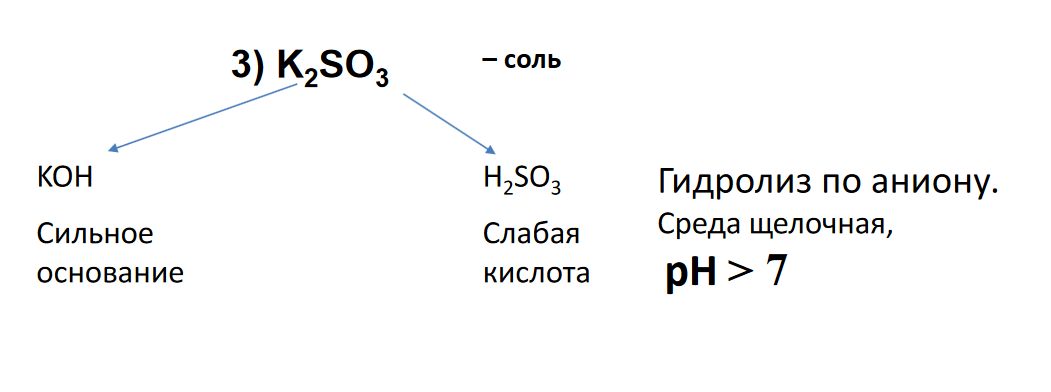 3) K₂SO₃ – соль
KOH
H₂SO₃
Сильное
основание
Слабая
кислота
Гидролиз по аниону.
Среда щелочная,
pH > 7